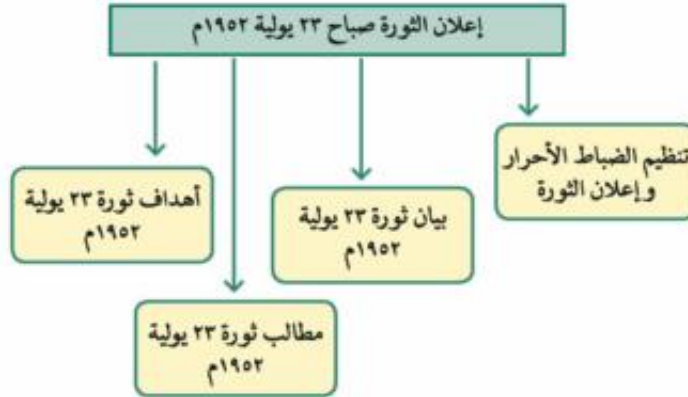 إعلان الثورة صباح ٢٣ يولية ١٩٥٢م
تنظيم الضباط الأحرار
وإعلان الثورة
بيان ثورة ٢٣ يولية
١٩٥٢م
مطالب ثورة ٢٣ يولية
١٩٥٢م
أهداف ثورة ٢٣ يولية
١٩٥٢م